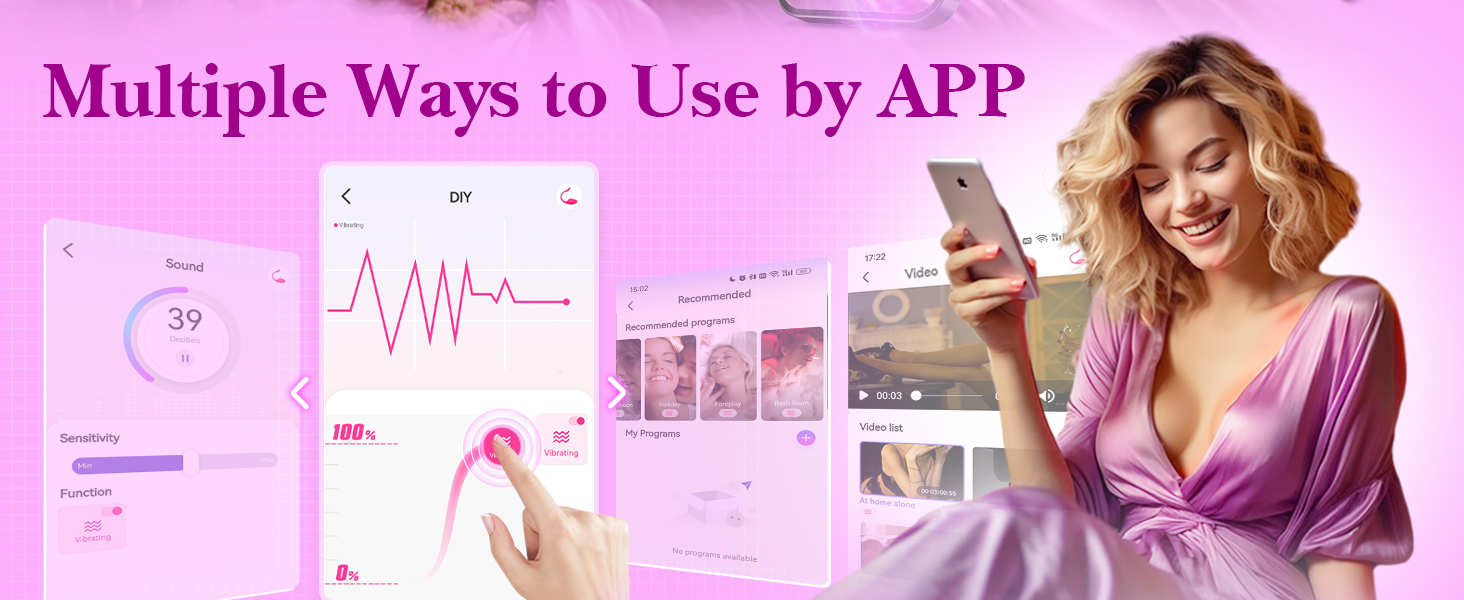 Multiple Ways to Use by APP
Sound
39
Decibels
Sensitivity
Min
Function
Vibrating
DIY
Vibrating
100%
Vibrating
0%
15:02
Recommended
Recommended programs
Holiday
Foreplay
Bath foam
My Programs
No programs available
17:22
Video
00:03
Video list
00:03/00:55
At home alone